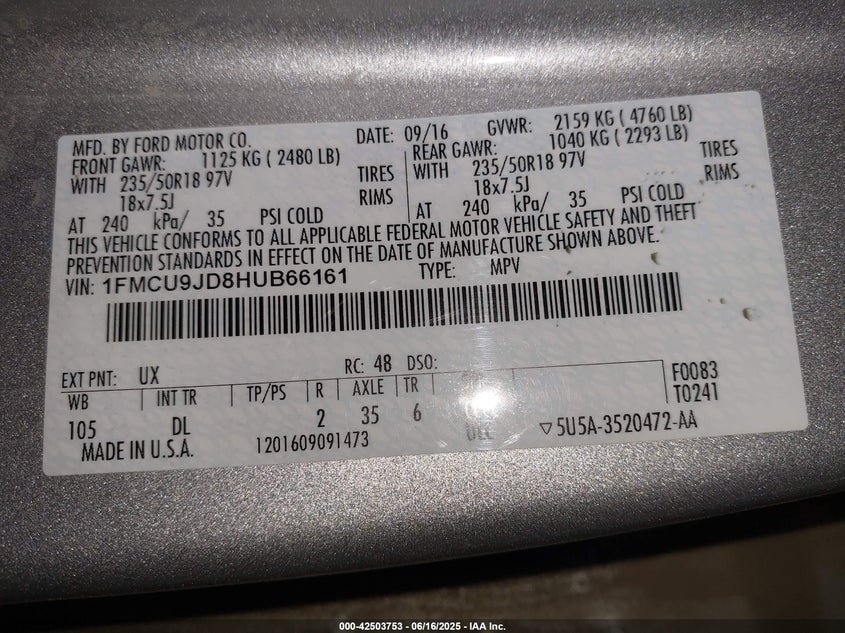 MFD. BY FORD MOTOR CO. DATE: 09/16 GVWR: 2159 KG ( 4760 LB)
FRONT GAWR: 1125 KG ( 2480 LB) REAR GAWR: 1040 KG ( 2293 LB)
WITH 235/50R18 97V TIRES WITH 235/50R18 97V TIRES
18x7.5J RIMS 18x7.5J RIMS
AT 240 kPa/ 35 PSI COLD AT 240 kPa/ 35 PSI COLD
THIS VEHICLE CONFORMS TO ALL APPLICABLE FEDERAL MOTOR VEHICLE SAFETY AND THEFT
PREVENTION STANDARDS IN EFFECT ON THE DATE OF MANUFACTURE SHOWN ABOVE.
VIN: 1FMCU9JD8HUB66161 TYPE: MPV
EXT PNT: UX RC: 48 DSO: F0083
WB INT TR TP/PS R AXLE TR T0241
105 DL 2 35 6
MADE IN U.S.A. 1201609091473 ▽5U5A-3520472-AA
000-42503753 - 06/16/2025 - IAA Inc.